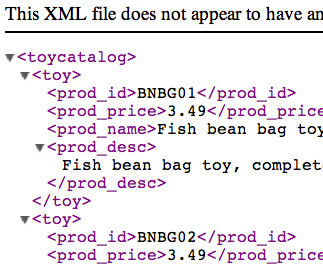 This XML file does not appear to have an
<toycatalog>
<toy>
<prod_id>BNBG01</prod_id>
<prod_price>3.49</prod_price
<prod_name>Fish bean bag toy
<prod_desc>
Fish bean bag toy, complet
</prod_desc>
</toy>
<toy>
<prod_id>BNBG02</prod_id>
<prod_price>3.49</prod_price